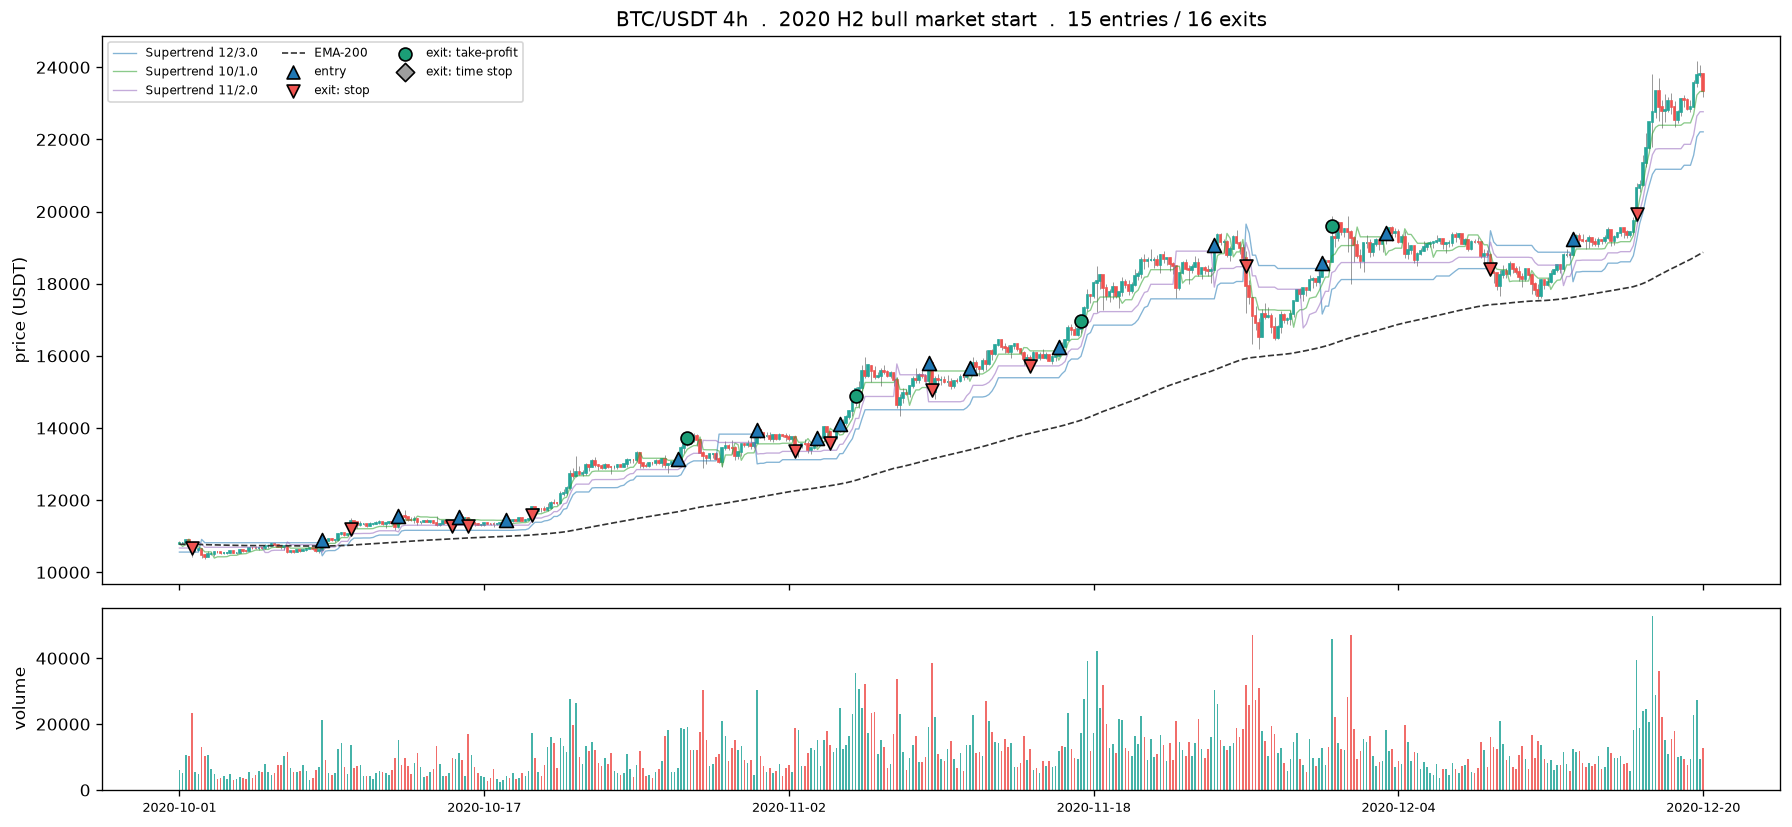 BTC/USDT 4h  .  2020 H2 bull market start  .  15 entries / 16 exits
Supertrend 12/3.0
Supertrend 10/1.0
Supertrend 11/2.0
EMA-200
entry
exit: stop
exit: take-profit
exit: time stop
price (USDT)
24000
22000
20000
18000
16000
14000
12000
10000
volume
40000
20000
0
2020-10-01
2020-10-17
2020-11-02
2020-11-18
2020-12-04
2020-12-20